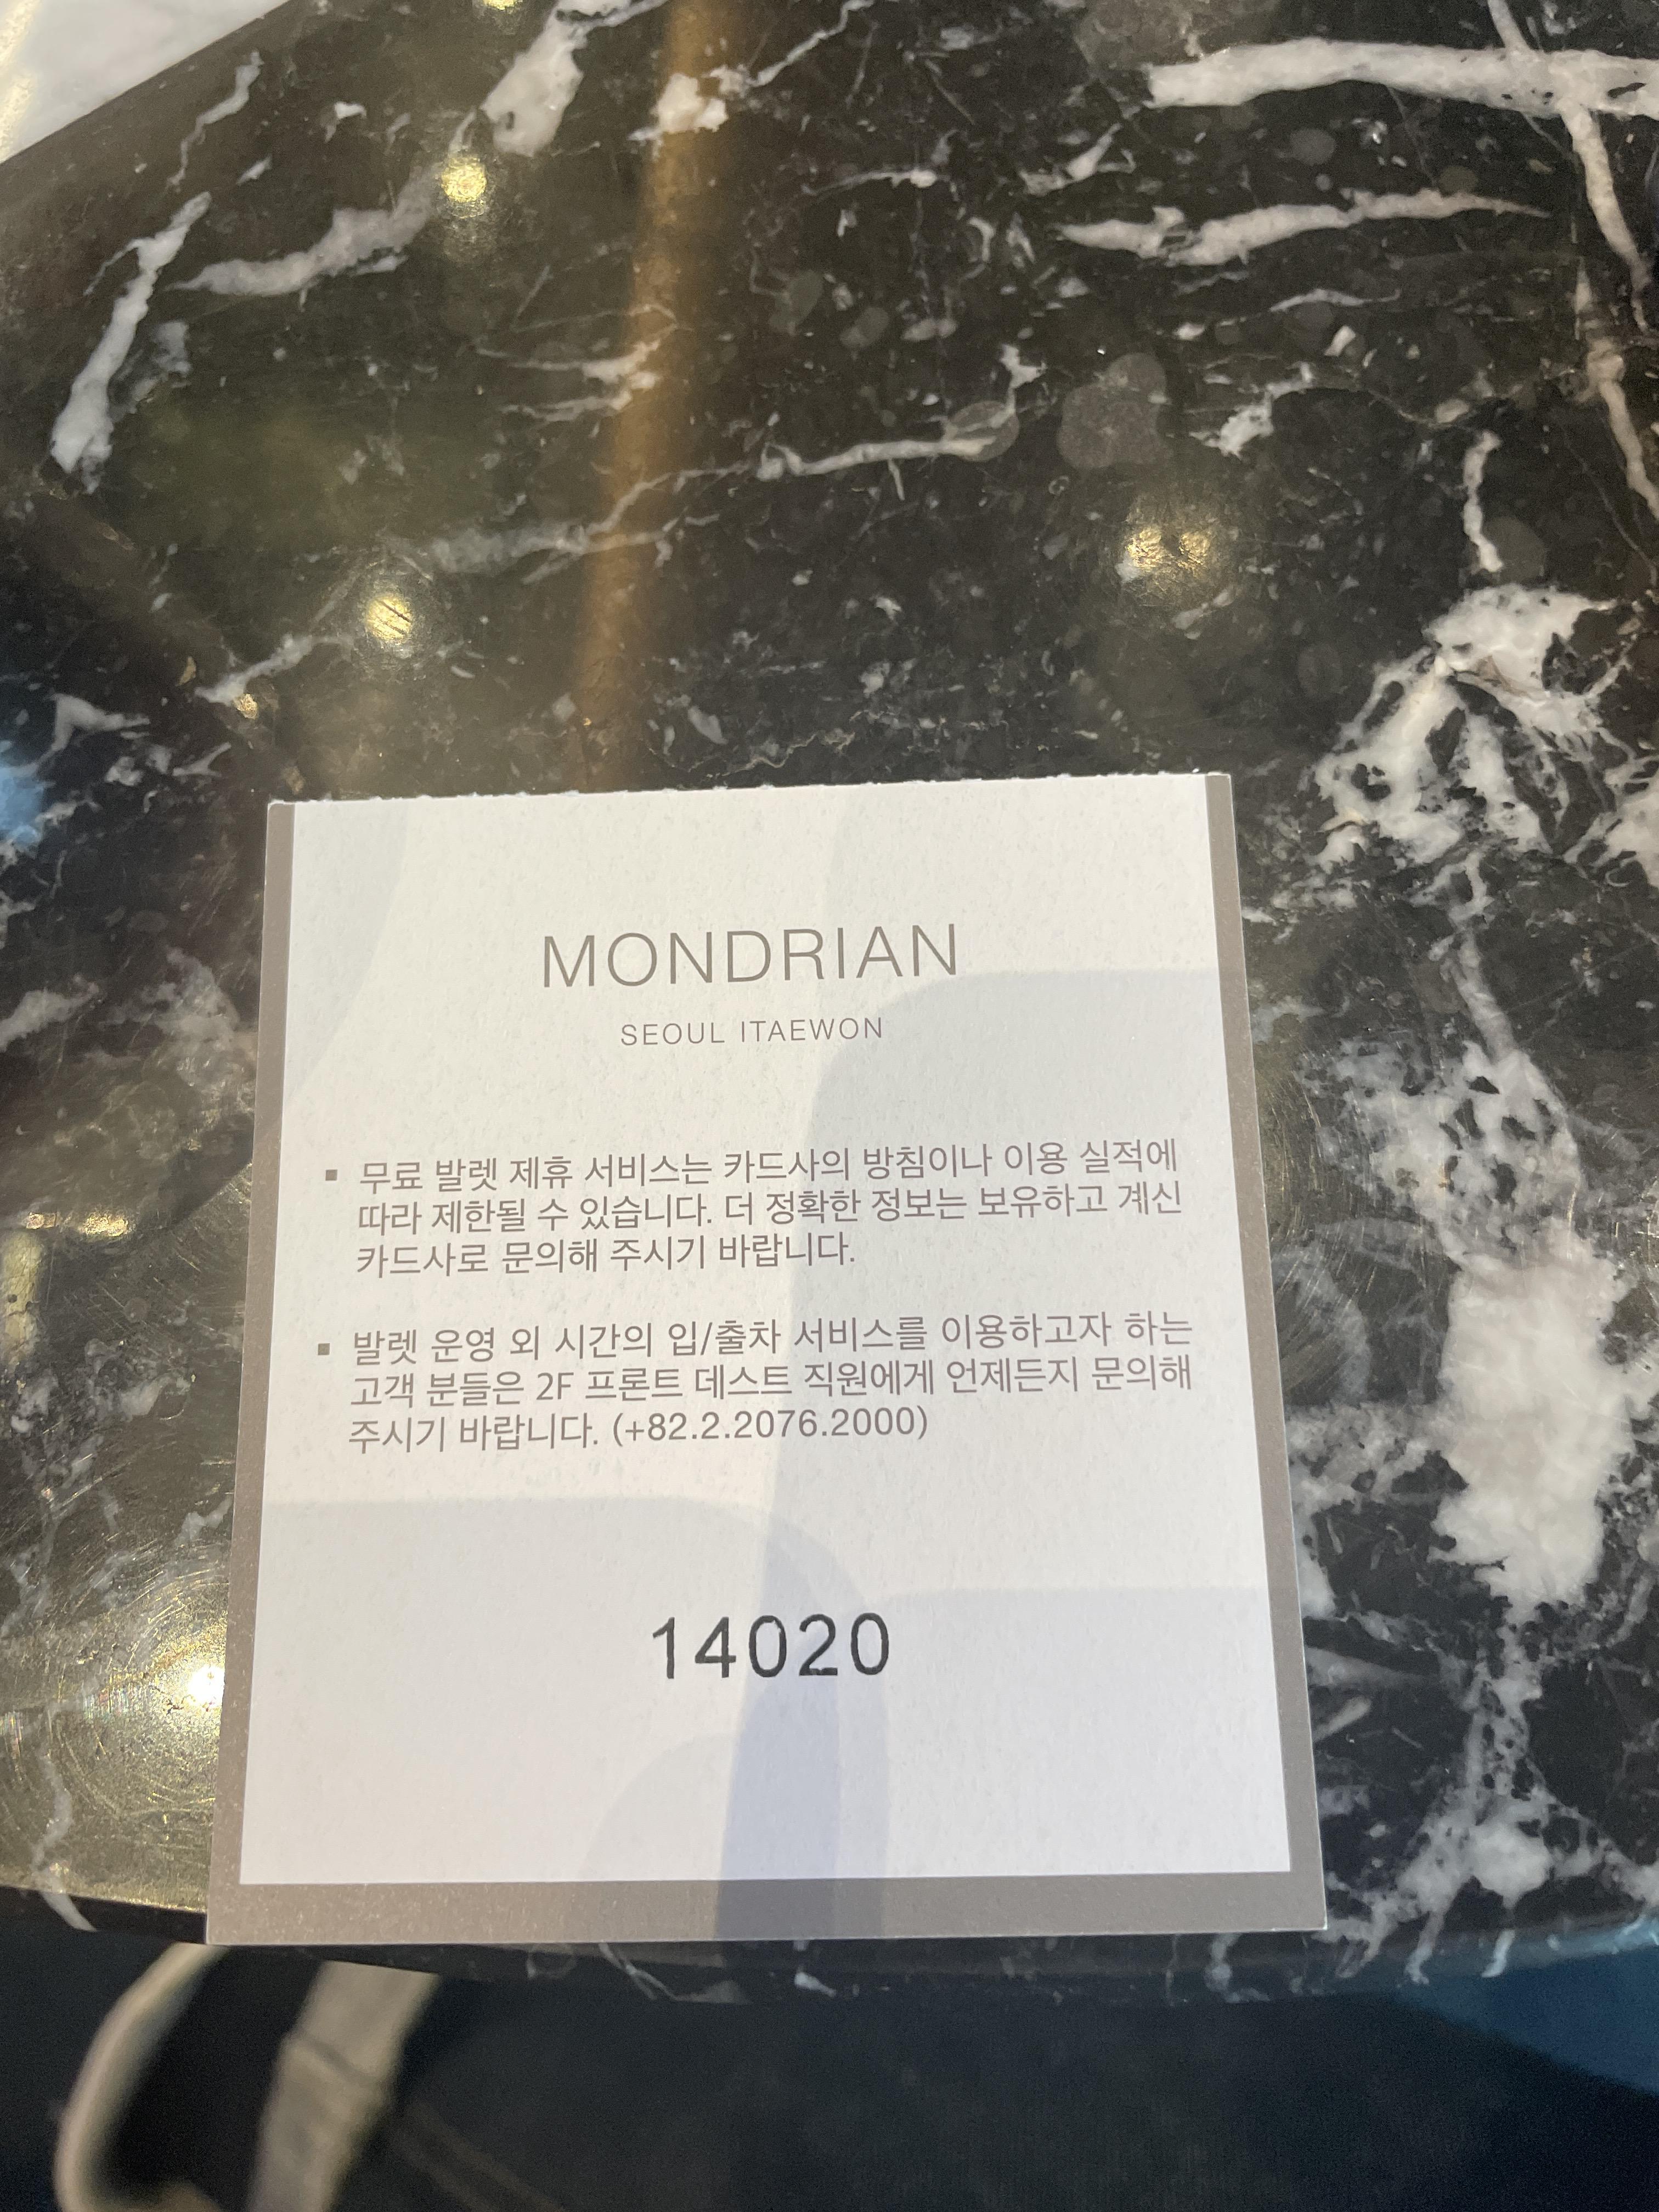 MONDRIAN
SEOUL ITAEWON
▪ 무료 발렛 제휴 서비스는 카드사의 방침이나 이용 실적에
따라 제한될 수 있습니다. 더 정확한 정보는 보유하고 계신
카드사로 문의해 주시기 바랍니다.
▪ 발렛 운영 외 시간의 입/출차 서비스를 이용하고자 하는
고객 분들은 2F 프론트 데스트 직원에게 언제든지 문의해
주시기 바랍니다. (+82.2.2076.2000)
14020